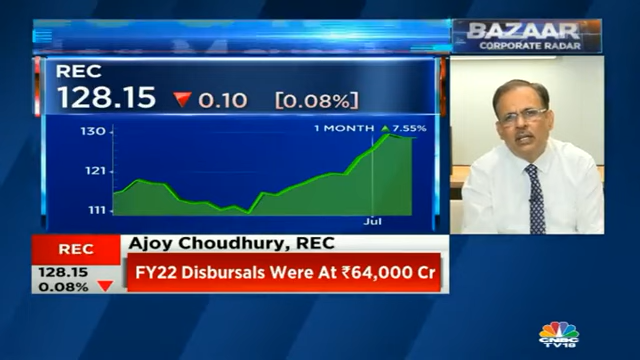 BAZAAR
CORPORATE RADAR
REC
128.15 ▼ 0.10 [0.08%]
1 MONTH ▲ 7.55%
130
121
111
Jul
REC
128.15
0.08% ▼
Ajoy Choudhury, REC
FY22 Disbursals Were At ₹64,000 Cr
CNBC
TV18